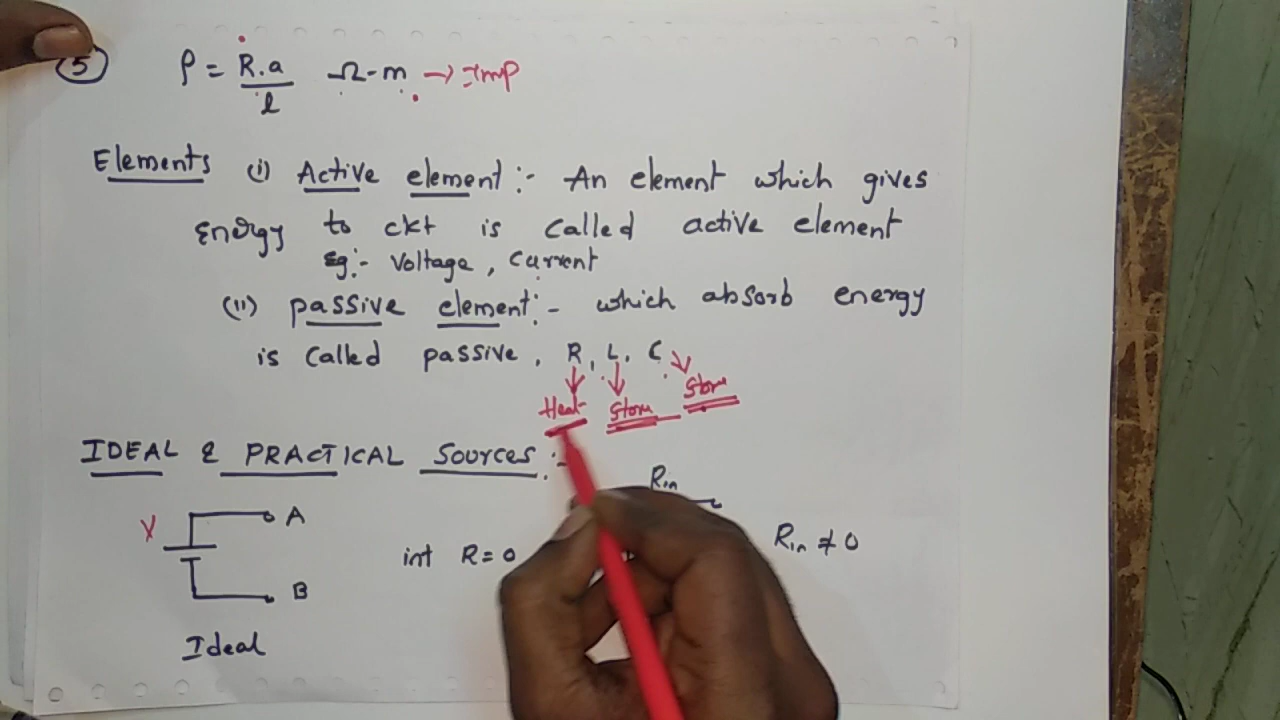 5 ρ = R.a / l Ω-m → Imp
Elements (i) Active element :- An element which gives
Energy to ckt is called active element
Eg:- Voltage, Current
(ii) passive element :- which absorb energy
is called passive, R, L, C
Heat Store Store
IDEAL & PRACTICAL SOURCES :-
V A Rin
int R = 0 Rin ≠ 0
B
Ideal